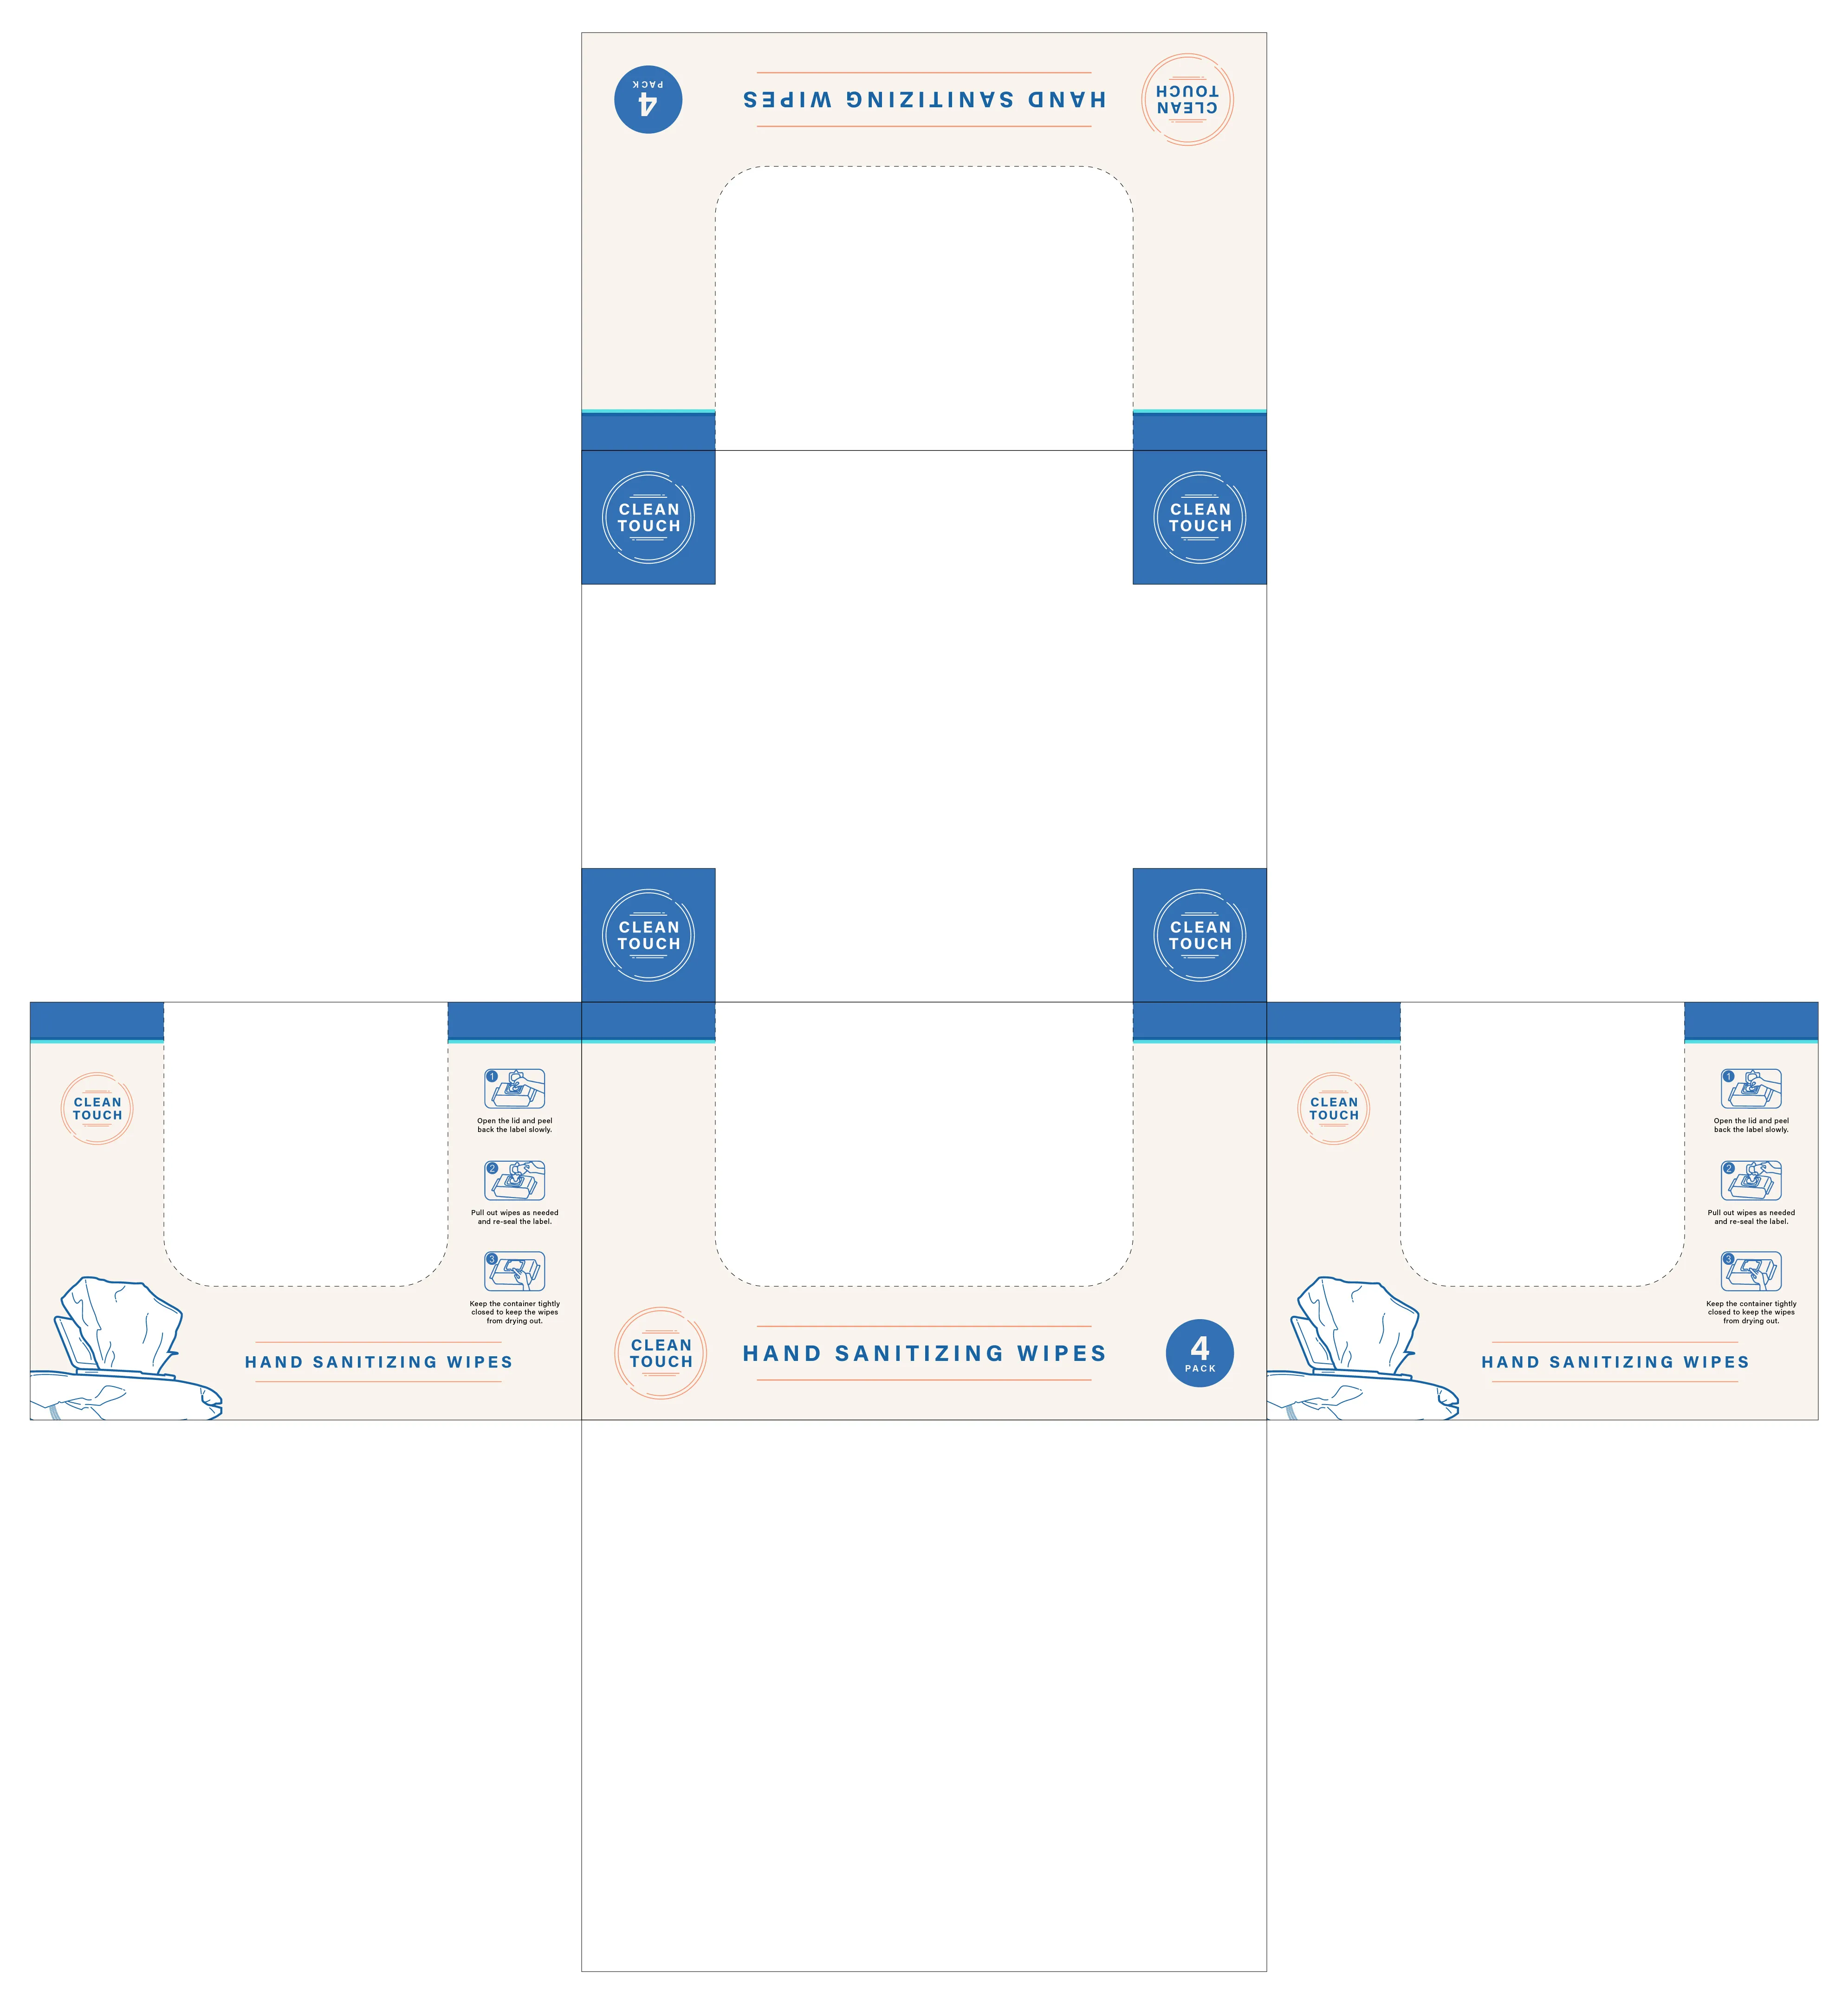 4
PACK
HAND SANITIZING WIPES
CLEAN
TOUCH
CLEAN
TOUCH
CLEAN
TOUCH
CLEAN
TOUCH
CLEAN
TOUCH
CLEAN
TOUCH
1
Open the lid and peel
back the label slowly.
2
Pull out wipes as needed
and re-seal the label.
3
Keep the container tightly
closed to keep the wipes
from drying out.
HAND SANITIZING WIPES
CLEAN
TOUCH
HAND SANITIZING WIPES
4
PACK
CLEAN
TOUCH
1
Open the lid and peel
back the label slowly.
2
Pull out wipes as needed
and re-seal the label.
3
Keep the container tightly
closed to keep the wipes
from drying out.
HAND SANITIZING WIPES